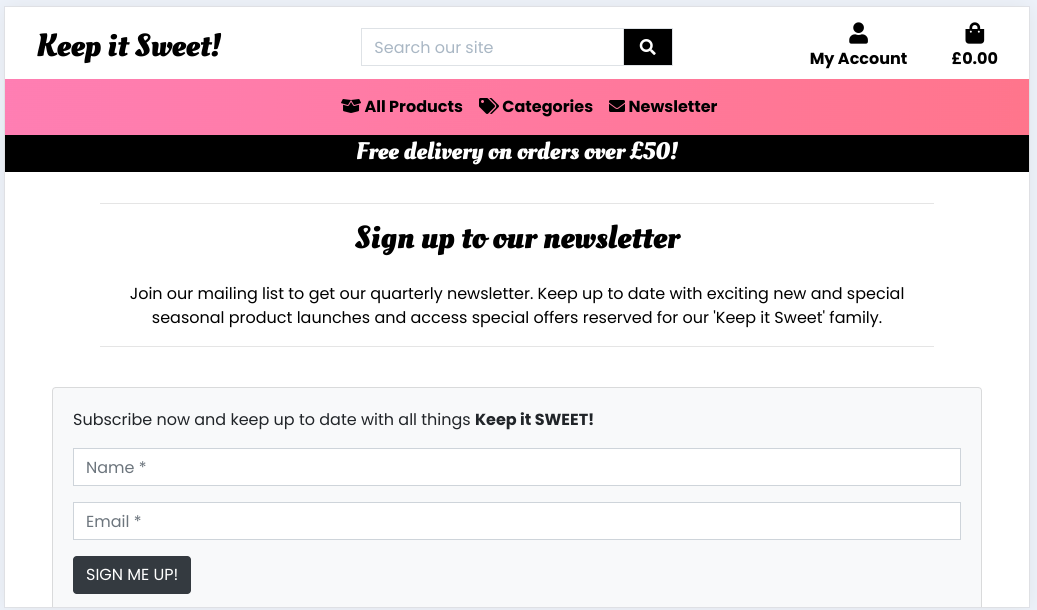 Keep it Sweet!
Search our site
My Account
£0.00
All Products
Categories
Newsletter
Free delivery on orders over £50!
Sign up to our newsletter
Join our mailing list to get our quarterly newsletter. Keep up to date with exciting new and special
seasonal product launches and access special offers reserved for our 'Keep it Sweet' family.
Subscribe now and keep up to date with all things Keep it SWEET!
Name *
Email *
SIGN ME UP!